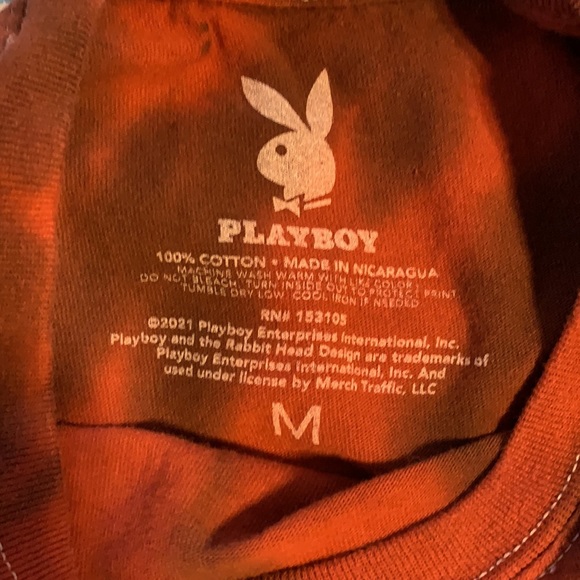 PLAYBOY
100% COTTON • MADE IN NICARAGUA
MACHINE WASH WARM WITH LIKE COLOR
DO NOT BLEACH. TURN INSIDE OUT TO PROTECT PRINT
TUMBLE DRY LOW. COOL IRON IF NEEDED
RN# 153105
©2021 Playboy Enterprises International, Inc.
Playboy and the Rabbit Head Design are trademarks of
Playboy Enterprises International, Inc. And
used under license by Merch Traffic, LLC
M